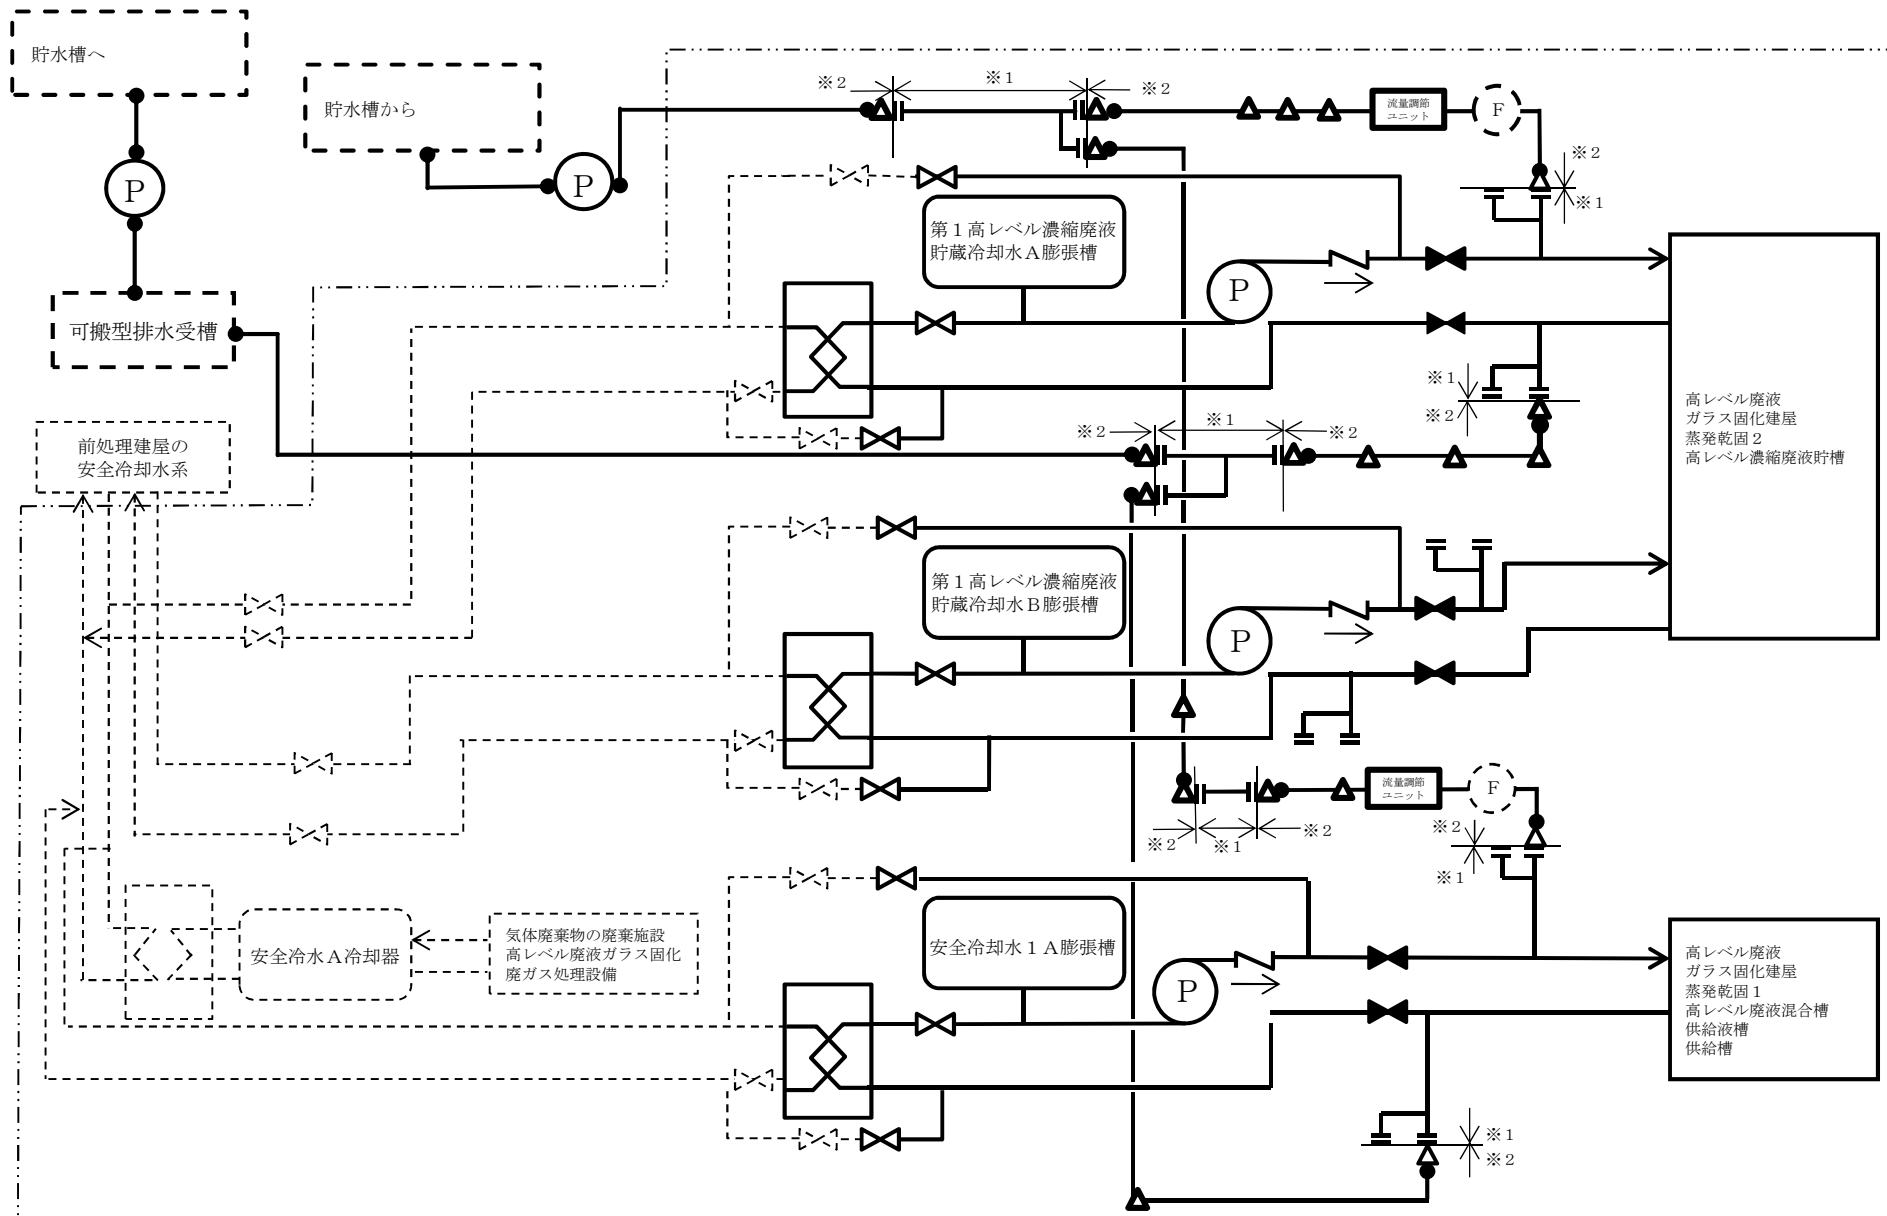 貯水槽へ
貯水槽から
P
P
可搬型排水受槽
前処理建屋の
安全冷却水系
※2
※1
※2
流量調節
ユニット
F
※2
※1
第1高レベル濃縮廃液
貯蔵冷却水A膨張槽
P
※1
※2
※2
※1
※2
高レベル廃液
ガラス固化建屋
蒸発乾固2
高レベル濃縮廃液貯槽
第1高レベル濃縮廃液
貯蔵冷却水B膨張槽
P
流量調節
ユニット
F
※2
※1
※2
※2
※1
安全冷水A冷却器
気体廃棄物の廃棄施設
高レベル廃液ガラス固化
廃ガス処理設備
安全冷却水1A膨張槽
P
高レベル廃液
ガラス固化建屋
蒸発乾固1
高レベル廃液混合槽
供給液槽
供給槽
※1
※2